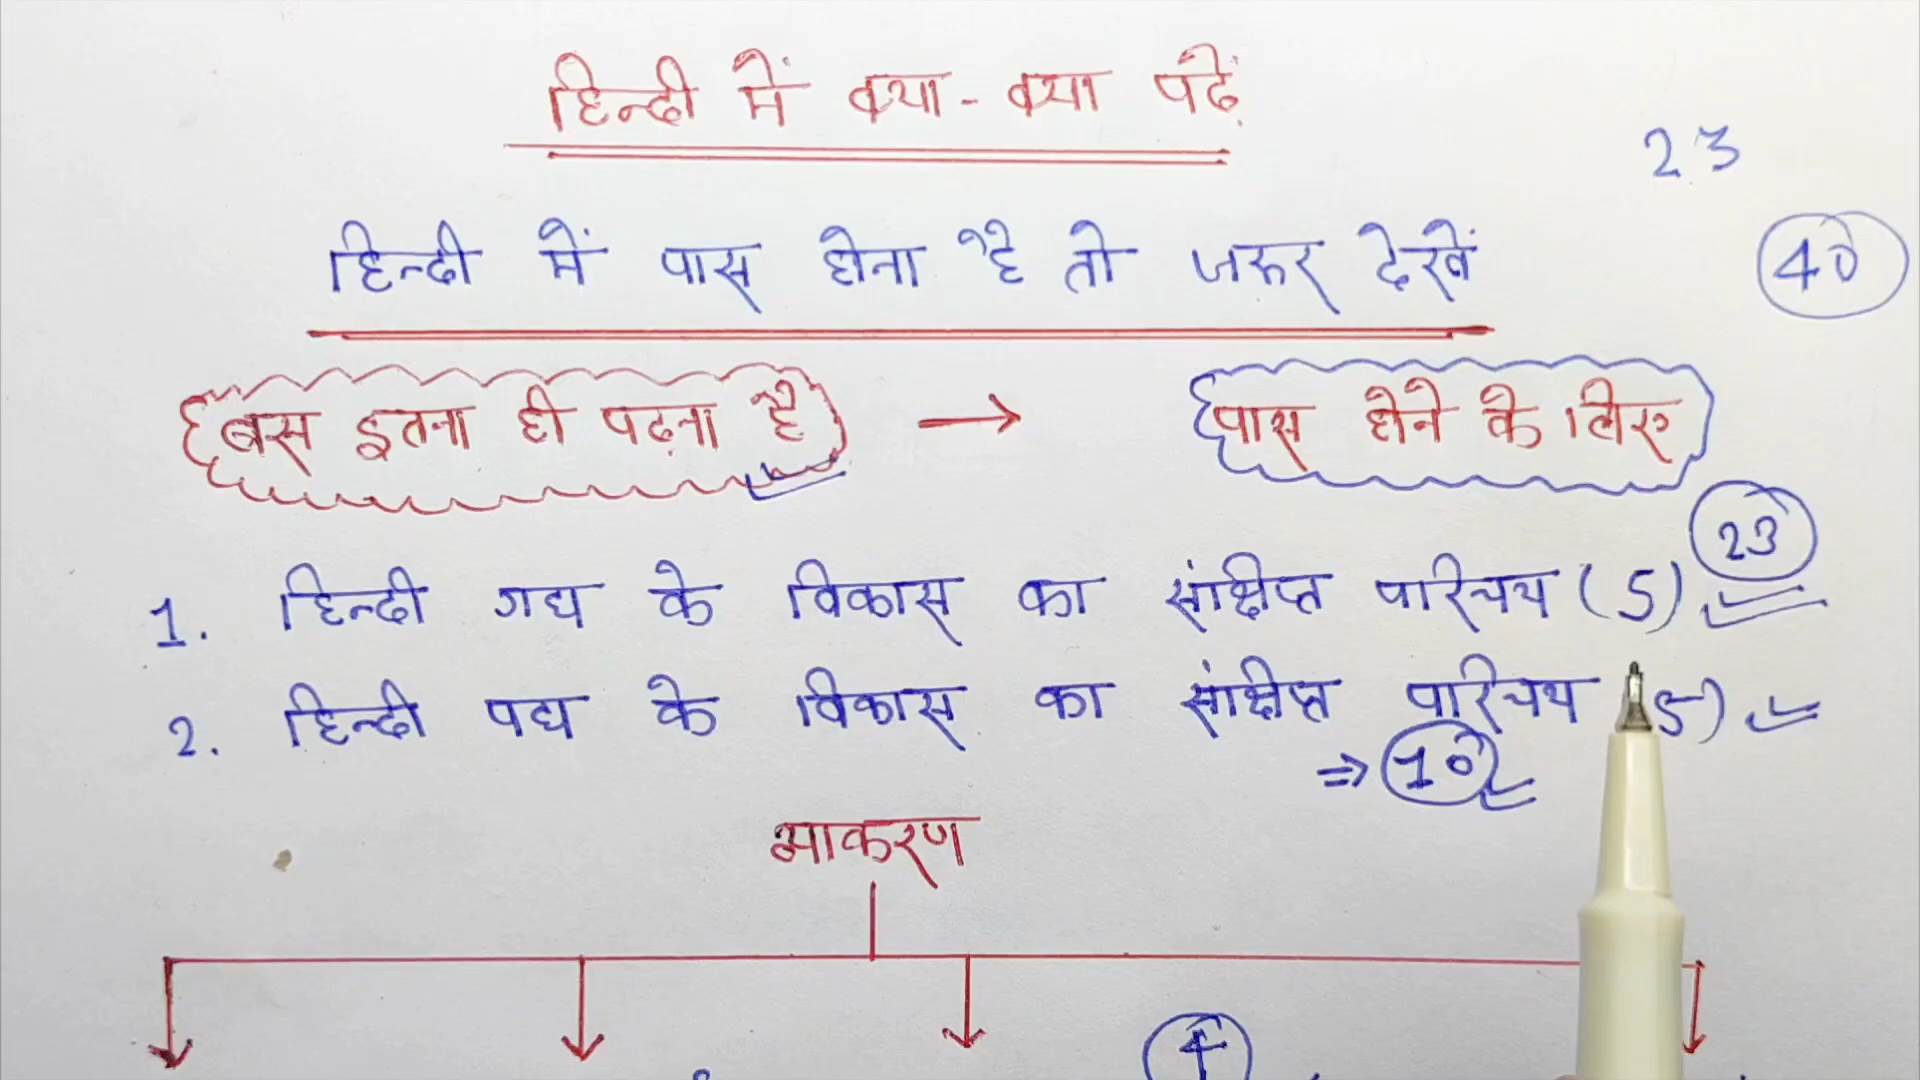 हिन्दी में क्या-क्या पढ़ें
23
हिन्दी में पास होना है तो जरूर देखें
40
बस इतना ही पढ़ना है → पास होने के लिए
23
1. हिन्दी गद्य के विकास का संक्षिप्त परिचय (5)
2. हिन्दी पद्य के विकास का संक्षिप्त परिचय (5)
⇒ 10
व्याकरण
4